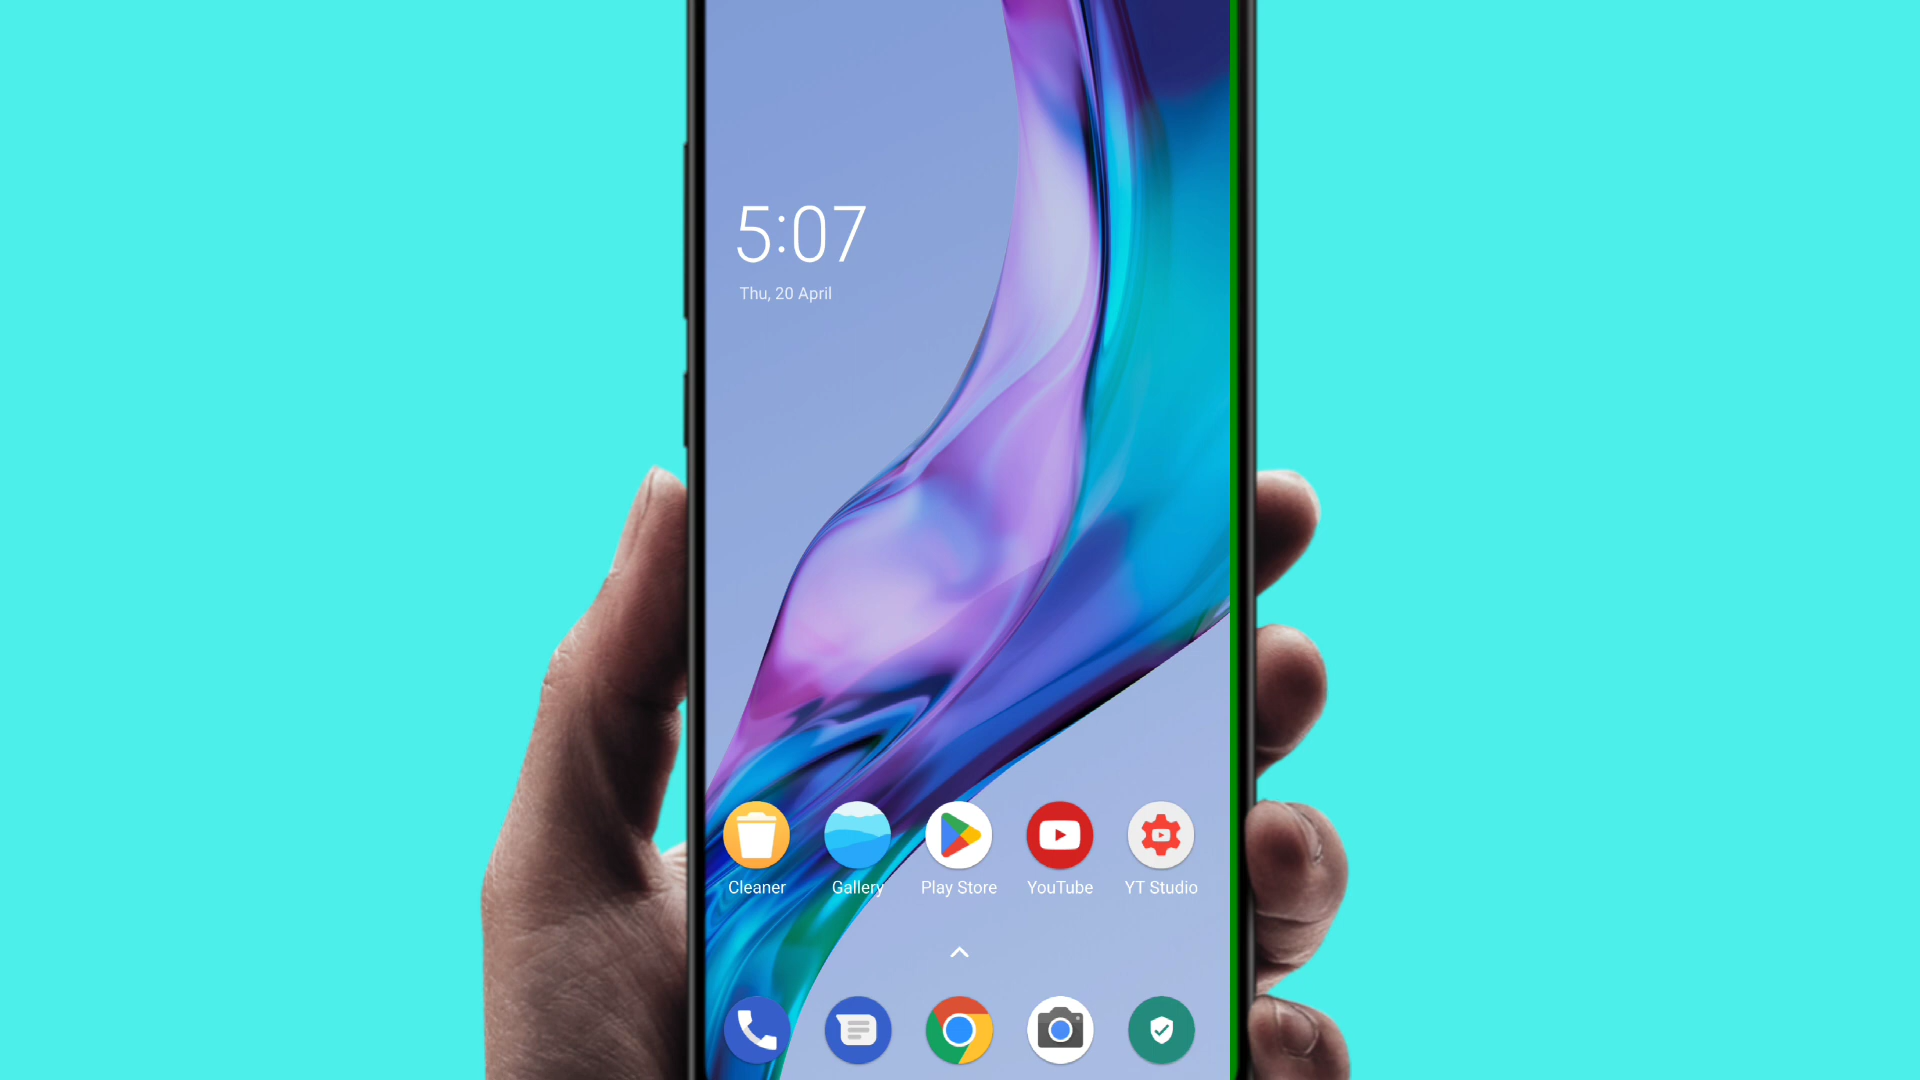 5:07
Thu, 20 April
Cleaner
Gallery
Play Store
YouTube
YT Studio